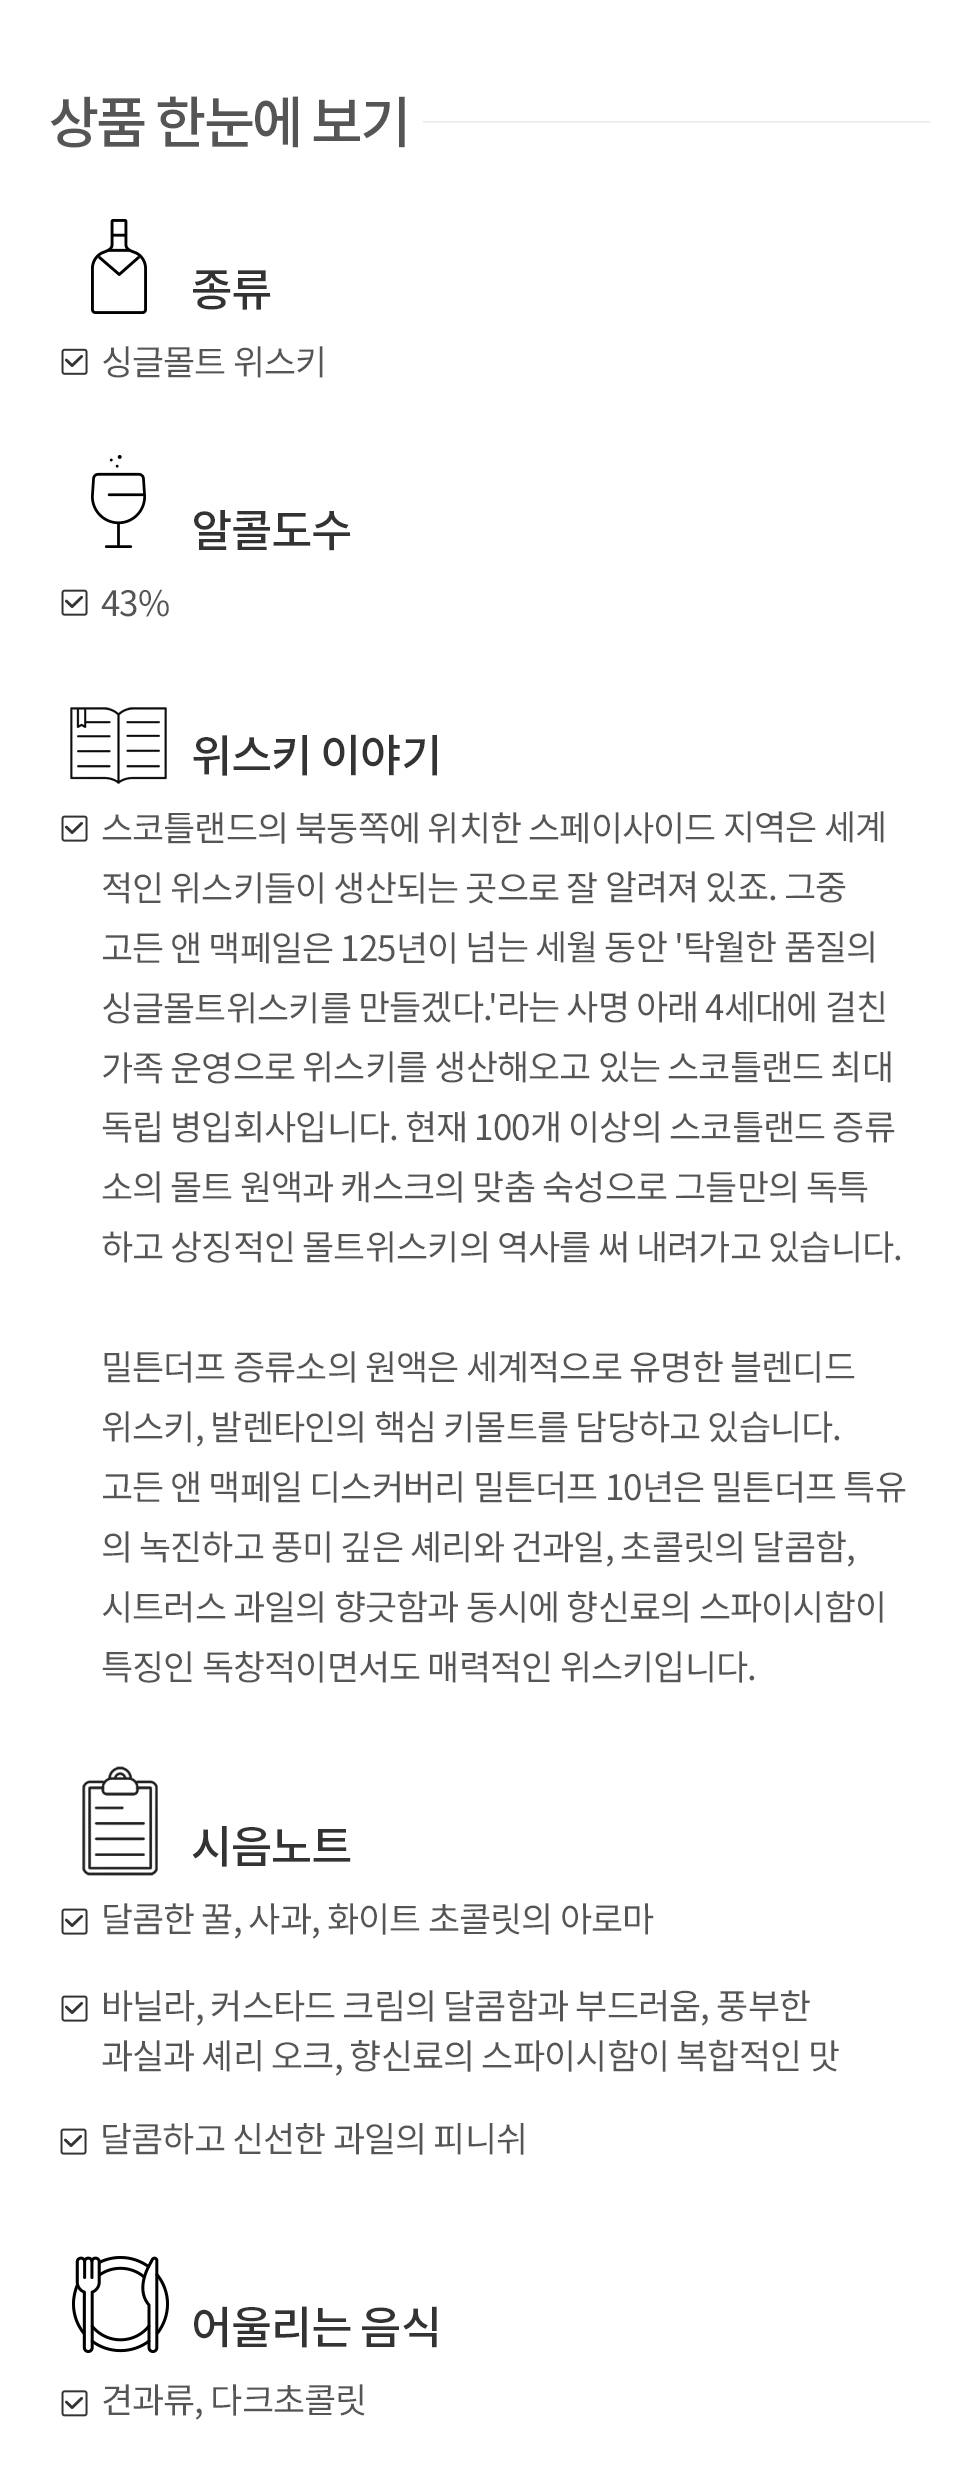 상품 한눈에 보기
종류
싱글몰트 위스키
알콜도수
43%
위스키 이야기
스코틀랜드의 북동쪽에 위치한 스페이사이드 지역은 세계
적인 위스키들이 생산되는 곳으로 잘 알려져 있죠. 그중
고든 앤 맥페일은 125년이 넘는 세월 동안 '탁월한 품질의
싱글몰트위스키를 만들겠다.'라는 사명 아래 4세대에 걸친
가족 운영으로 위스키를 생산해오고 있는 스코틀랜드 최대
독립 병입회사입니다. 현재 100개 이상의 스코틀랜드 증류
소의 몰트 원액과 캐스크의 맞춤 숙성으로 그들만의 독특
하고 상징적인 몰트위스키의 역사를 써 내려가고 있습니다.
밀튼더프 증류소의 원액은 세계적으로 유명한 블렌디드
위스키, 발렌타인의 핵심 키몰트를 담당하고 있습니다.
고든 앤 맥페일 디스커버리 밀튼더프 10년은 밀튼더프 특유
의 녹진하고 풍미 깊은 셰리와 건과일, 초콜릿의 달콤함,
시트러스 과일의 향긋함과 동시에 향신료의 스파이시함이
특징인 독창적이면서도 매력적인 위스키입니다.
시음노트
달콤한 꿀, 사과, 화이트 초콜릿의 아로마
바닐라, 커스타드 크림의 달콤함과 부드러움, 풍부한
과실과 셰리 오크, 향신료의 스파이시함이 복합적인 맛
달콤하고 신선한 과일의 피니쉬
어울리는 음식
견과류, 다크초콜릿